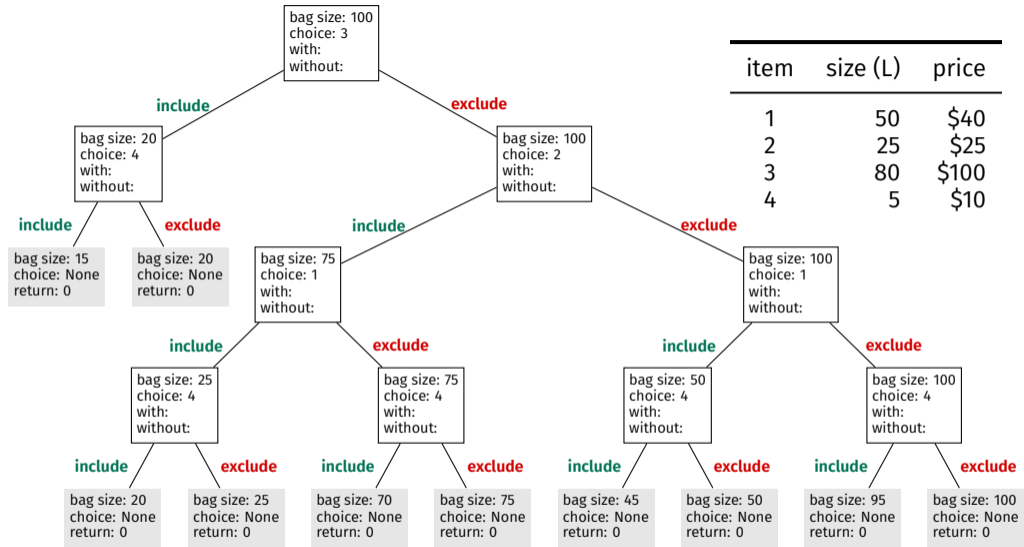 bag size: 100
choice: 3
with:
without:
item size (L) price
1 50 $40
2 25 $25
3 80 $100
4 5 $10
include
exclude
bag size: 20
choice: 4
with:
without:
bag size: 100
choice: 2
with:
without:
include
exclude
include
exclude
bag size: 15
choice: None
return: 0
bag size: 20
choice: None
return: 0
bag size: 75
choice: 1
with:
without:
bag size: 100
choice: 1
with:
without:
include
exclude
include
exclude
bag size: 25
choice: 4
with:
without:
bag size: 75
choice: 4
with:
without:
bag size: 50
choice: 4
with:
without:
bag size: 100
choice: 4
with:
without:
include
exclude
include
exclude
include
exclude
include
exclude
bag size: 20
choice: None
return: 0
bag size: 25
choice: None
return: 0
bag size: 70
choice: None
return: 0
bag size: 75
choice: None
return: 0
bag size: 45
choice: None
return: 0
bag size: 50
choice: None
return: 0
bag size: 95
choice: None
return: 0
bag size: 100
choice: None
return: 0